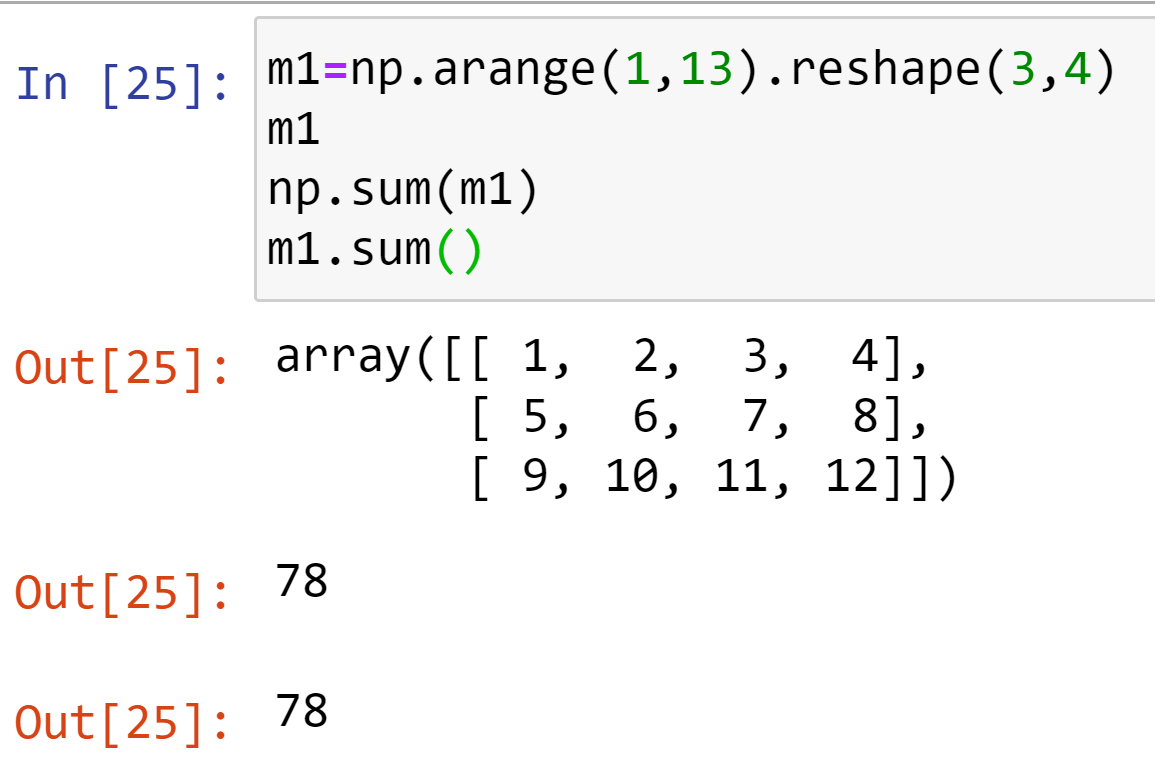 In [25]: m1=np.arange(1,13).reshape(3,4)
m1
np.sum(m1)
m1.sum()
Out[25]: array([[ 1,  2,  3,  4],
       [ 5,  6,  7,  8],
       [ 9, 10, 11, 12]])
Out[25]: 78
Out[25]: 78